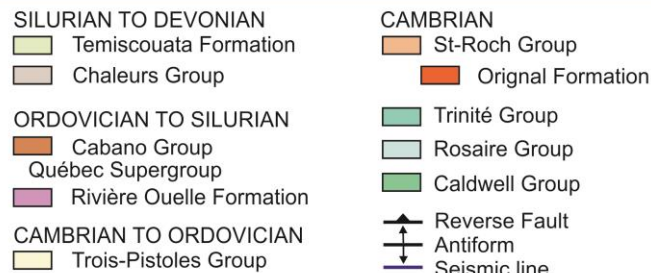 SILURIAN TO DEVONIAN
Temiscouata Formation
Chaleurs Group
ORDOVICIAN TO SILURIAN
Cabano Group
Québec Supergroup
Rivière Ouelle Formation
CAMBRIAN TO ORDOVICIAN
Trois-Pistoles Group
CAMBRIAN
St-Roch Group
Orignal Formation
Trinité Group
Rosaire Group
Caldwell Group
Reverse Fault
Antiform
Seismic line